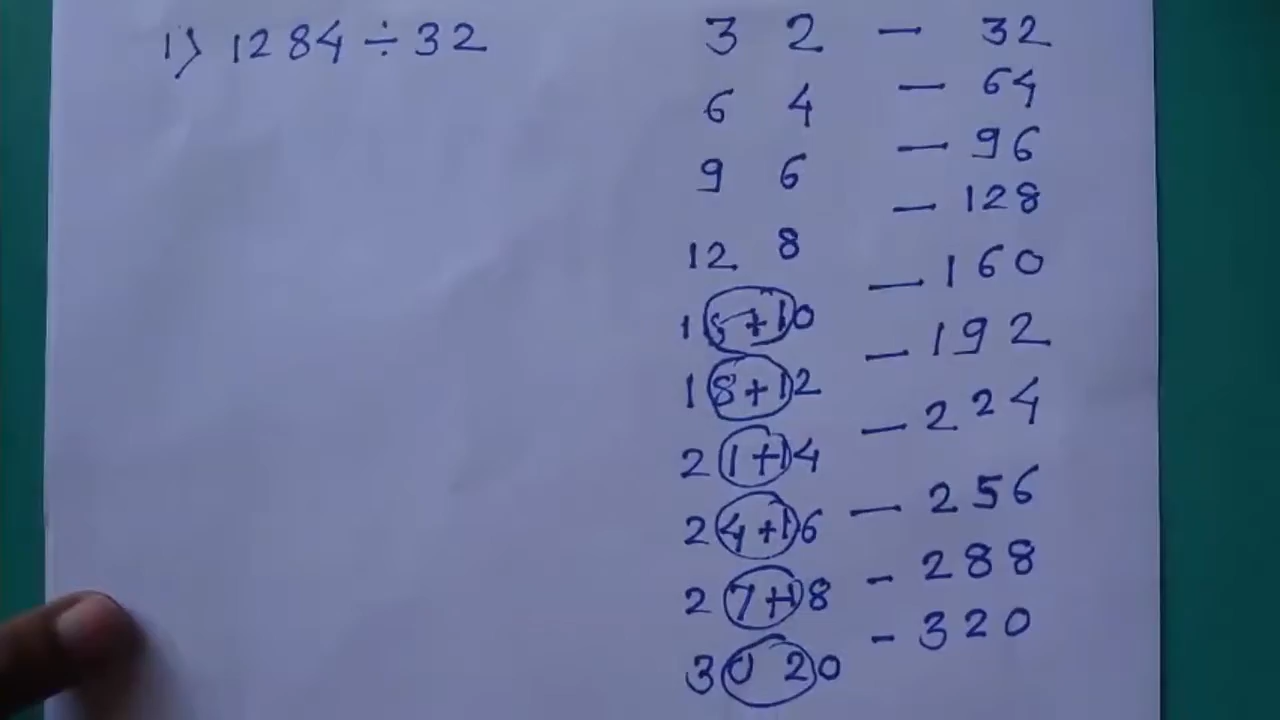 1) 1284 ÷ 32
3 2 — 32
6 4 — 64
9 6 — 96
12 8 — 128
1 5+1 0 — 160
1 8+1 2 — 192
2 1+1 4 — 224
2 4+1 6 — 256
2 7+1 8 - 288
3 0 2 0 - 320